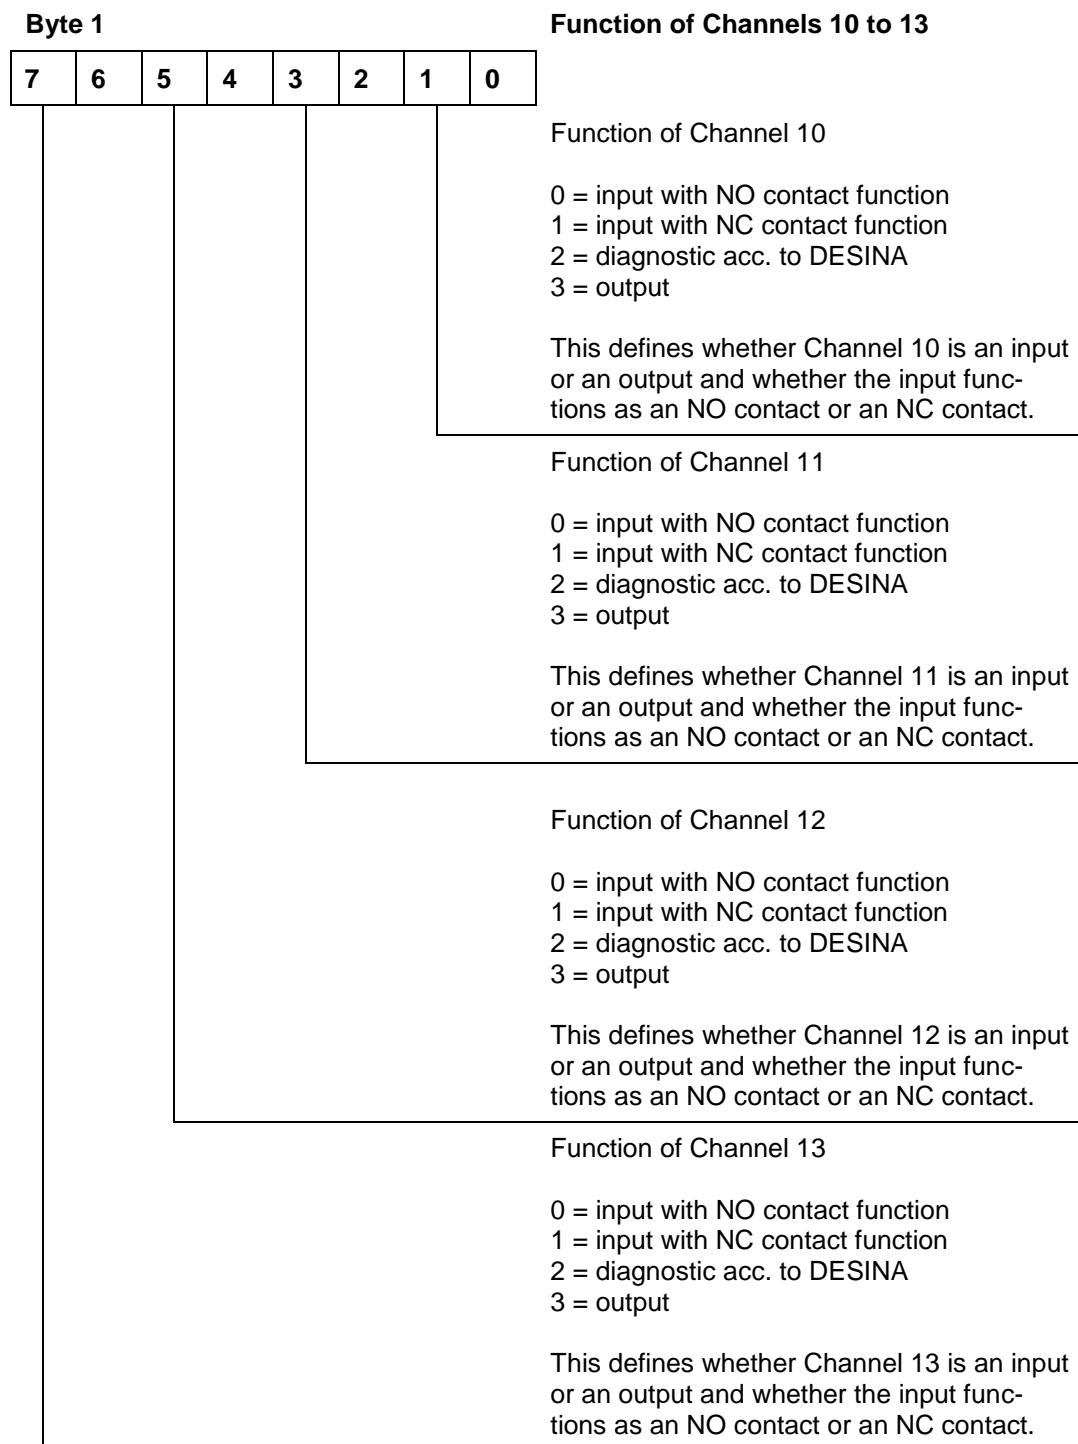 Byte 1
Function of Channels 10 to 13
7 6 5 4 3 2 1 0
Function of Channel 10
0 = input with NO contact function
1 = input with NC contact function
2 = diagnostic acc. to DESINA
3 = output
This defines whether Channel 10 is an input
or an output and whether the input func-
tions as an NO contact or an NC contact.
Function of Channel 11
0 = input with NO contact function
1 = input with NC contact function
2 = diagnostic acc. to DESINA
3 = output
This defines whether Channel 11 is an input
or an output and whether the input func-
tions as an NO contact or an NC contact.
Function of Channel 12
0 = input with NO contact function
1 = input with NC contact function
2 = diagnostic acc. to DESINA
3 = output
This defines whether Channel 12 is an input
or an output and whether the input func-
tions as an NO contact or an NC contact.
Function of Channel 13
0 = input with NO contact function
1 = input with NC contact function
2 = diagnostic acc. to DESINA
3 = output
This defines whether Channel 13 is an input
or an output and whether the input func-
tions as an NO contact or an NC contact.